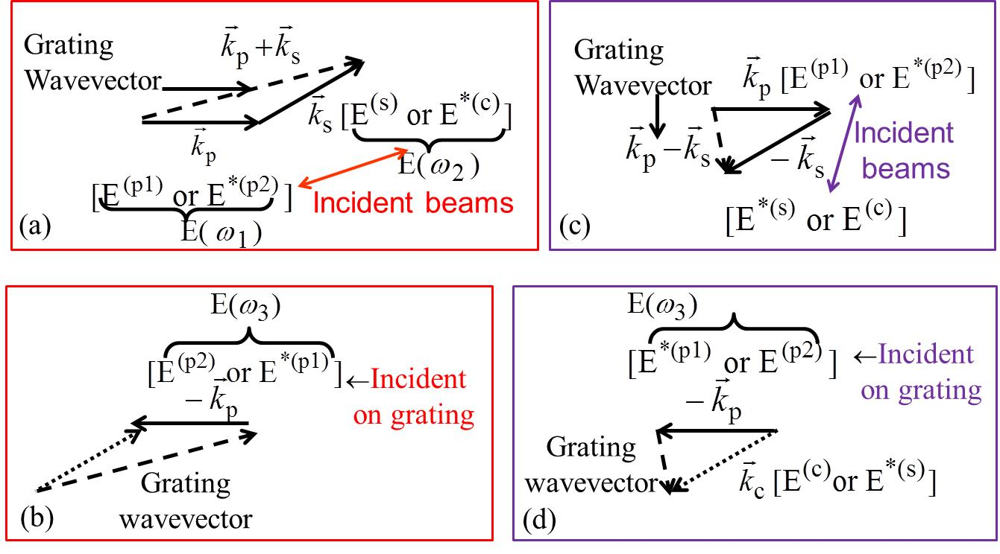 Grating
Wavevector
k⃗p + k⃗s
k⃗s [E(s) or E*(c)]
k⃗p
E(ω2)
[E(p1) or E*(p2) ]
Incident beams
E( ω1)
(a)
Grating
Wavevector
k⃗p [E(p1) or E*(p2)]
k⃗p − k⃗s
− k⃗s
Incident
beams
[E*(s) or E(c) ]
(c)
E(ω3)
[E(p2) or E*(p1) ]
←Incident
on grating
− k⃗p
Grating
wavevector
(b)
E(ω3)
[E*(p1) or E(p2) ]
←Incident
on grating
− k⃗p
Grating
wavevector
k⃗c [E(c)or E*(s)]
(d)